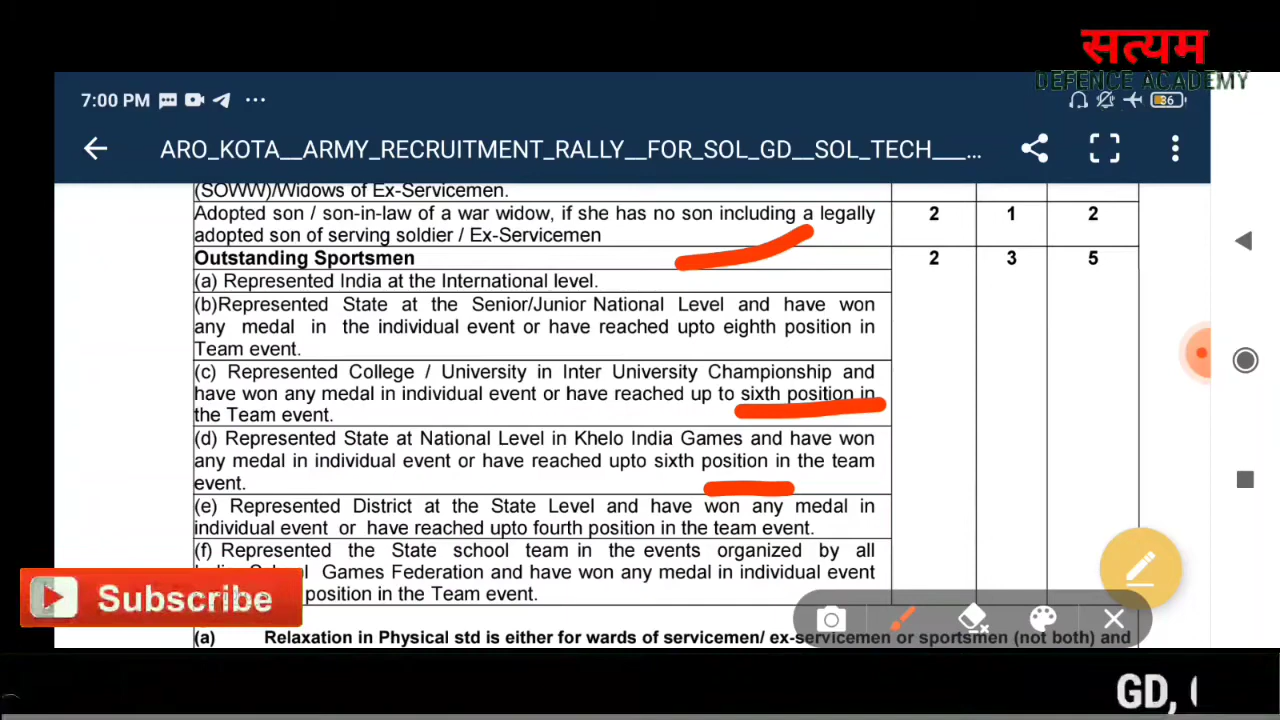 सत्यम
DEFENCE ACADEMY
7:00 PM
36
ARO_KOTA__ARMY_RECRUITMENT_RALLY__FOR_SOL_GD__SOL_TECH___...
(SOWW)/Widows of Ex-Servicemen.
Adopted son / son-in-law of a war widow, if she has no son including a legally 2 1 2
adopted son of serving soldier / Ex-Servicemen
Outstanding Sportsmen 2 3 5
(a) Represented India at the International level.
(b)Represented State at the Senior/Junior National Level and have won
any medal in the individual event or have reached upto eighth position in
Team event.
(c) Represented College / University in Inter University Championship and
have won any medal in individual event or have reached up to sixth position in
the Team event.
(d) Represented State at National Level in Khelo India Games and have won
any medal in individual event or have reached upto sixth position in the team
event.
(e) Represented District at the State Level and have won any medal in
individual event or have reached upto fourth position in the team event.
(f) Represented the State school team in the events organized by all
Games Federation and have won any medal in individual event
position in the Team event.
Subscribe
(a) Relaxation in Physical std is either for wards of servicemen/ ex-servicemen or sportsmen (not both) and
GD,